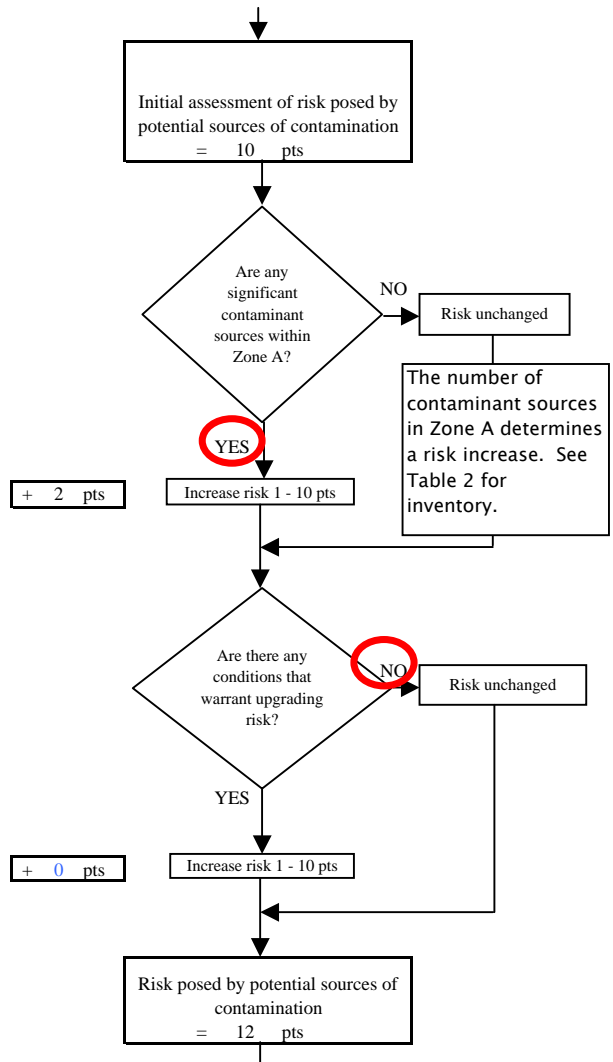 Initial assessment of risk posed by
potential sources of contamination
= 10 pts
Are any
significant
contaminant
sources within
Zone A?
NO
Risk unchanged
The number of
contaminant sources
in Zone A determines
a risk increase. See
Table 2 for
inventory.
YES
+ 2 pts
Increase risk 1 - 10 pts
Are there any
conditions that
warrant upgrading
risk?
NO
Risk unchanged
YES
+ 0 pts
Increase risk 1 - 10 pts
Risk posed by potential sources of
contamination
= 12 pts